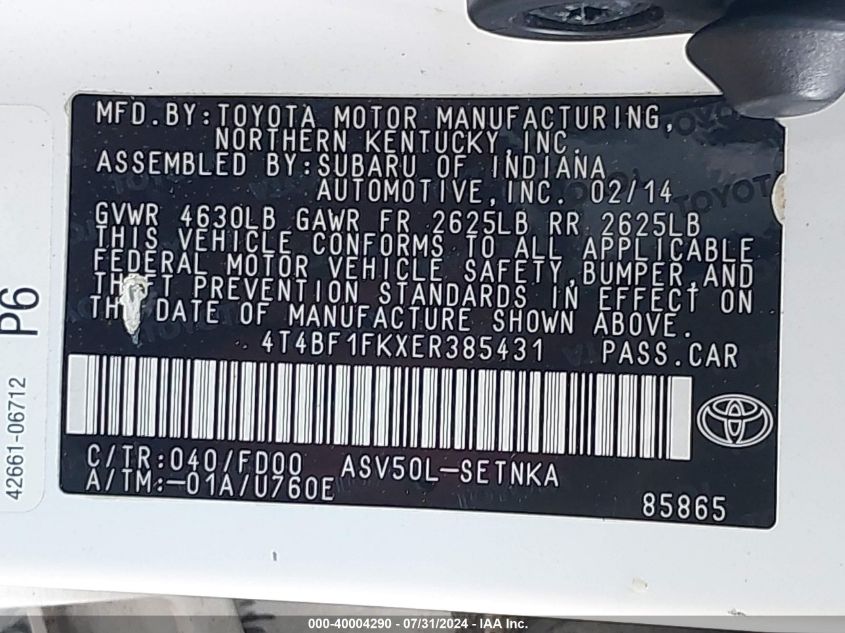 MFD.BY:TOYOTA MOTOR MANUFACTURING,
NORTHERN KENTUCKY, INC.
ASSEMBLED BY:SUBARU OF INDIANA
AUTOMOTIVE,INC. 02/14
GVWR 4630LB GAWR FR 2625LB RR 2625LB
THIS VEHICLE CONFORMS TO ALL APPLICABLE
FEDERAL MOTOR VEHICLE SAFETY,BUMPER,AND
THEFT PREVENTION STANDARDS IN EFFECT ON
THE DATE OF MANUFACTURE SHOWN ABOVE.
4T4BF1FKXER385431 PASS.CAR
C/TR:040/FD00 ASV50L-SETNKA
A/TM:-01A/U760E
85865
P6
42661-06712
000-40004290 - 07/31/2024 - IAA Inc.